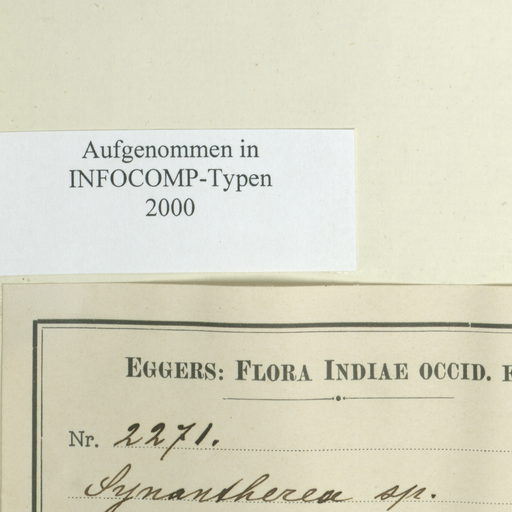 Aufgenommen in
INFOCOMP-Typen
2000
EGGERS: FLORA INDIAE OCCID.
Nr. 2271.
Synantherea sp.